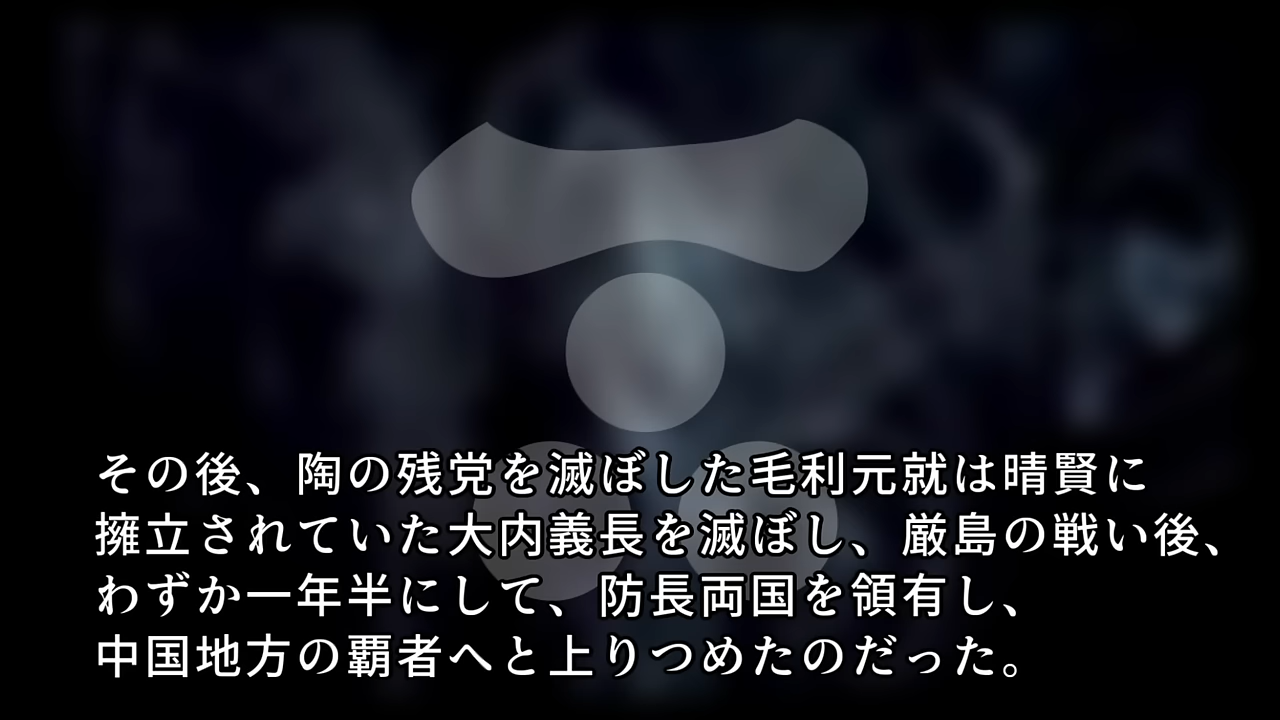 その後、陶の残党を滅ぼした毛利元就は晴賢に
擁立されていた大内義長を滅ぼし、厳島の戦い後、
わずか一年半にして、防長両国を領有し、
中国地方の覇者へと上りつめたのだった。